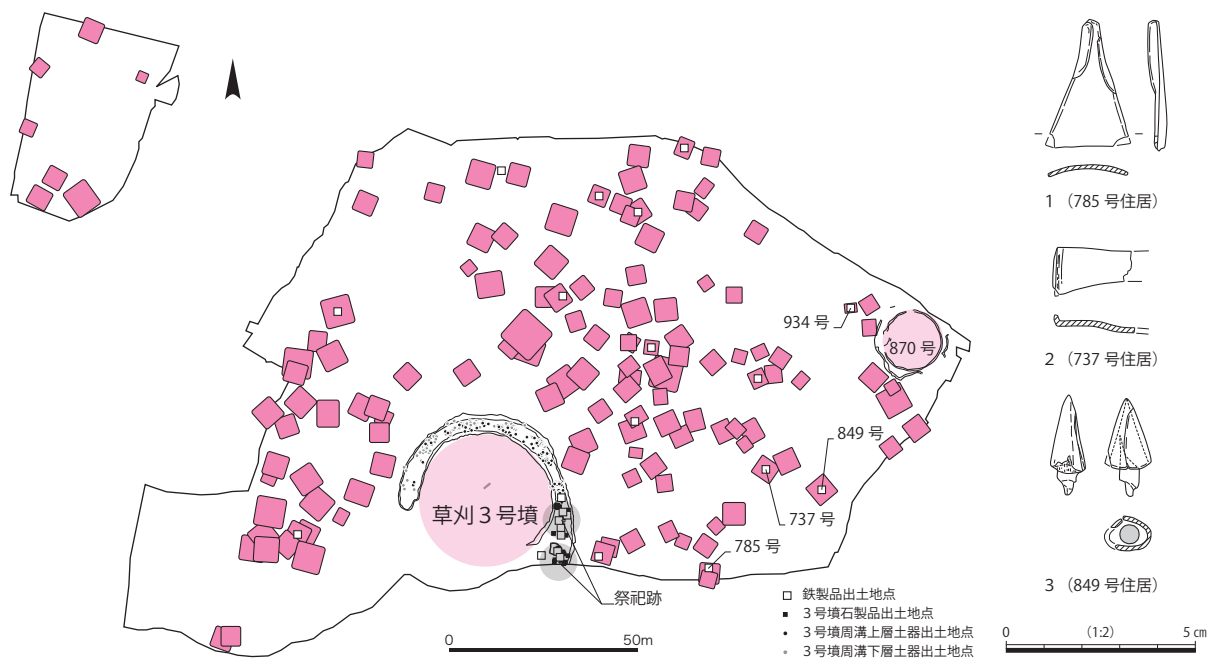 1 （785 号住居）
2 （737 号住居）
3 （849 号住居）
934 号
870 号
849 号
737 号
785 号
草刈３号墳
祭祀跡
鉄製品出土地点
３号墳石製品出土地点
３号墳周溝上層土器出土地点
３号墳周溝下層土器出土地点
0 50m
0 （1:2） 5 ㎝